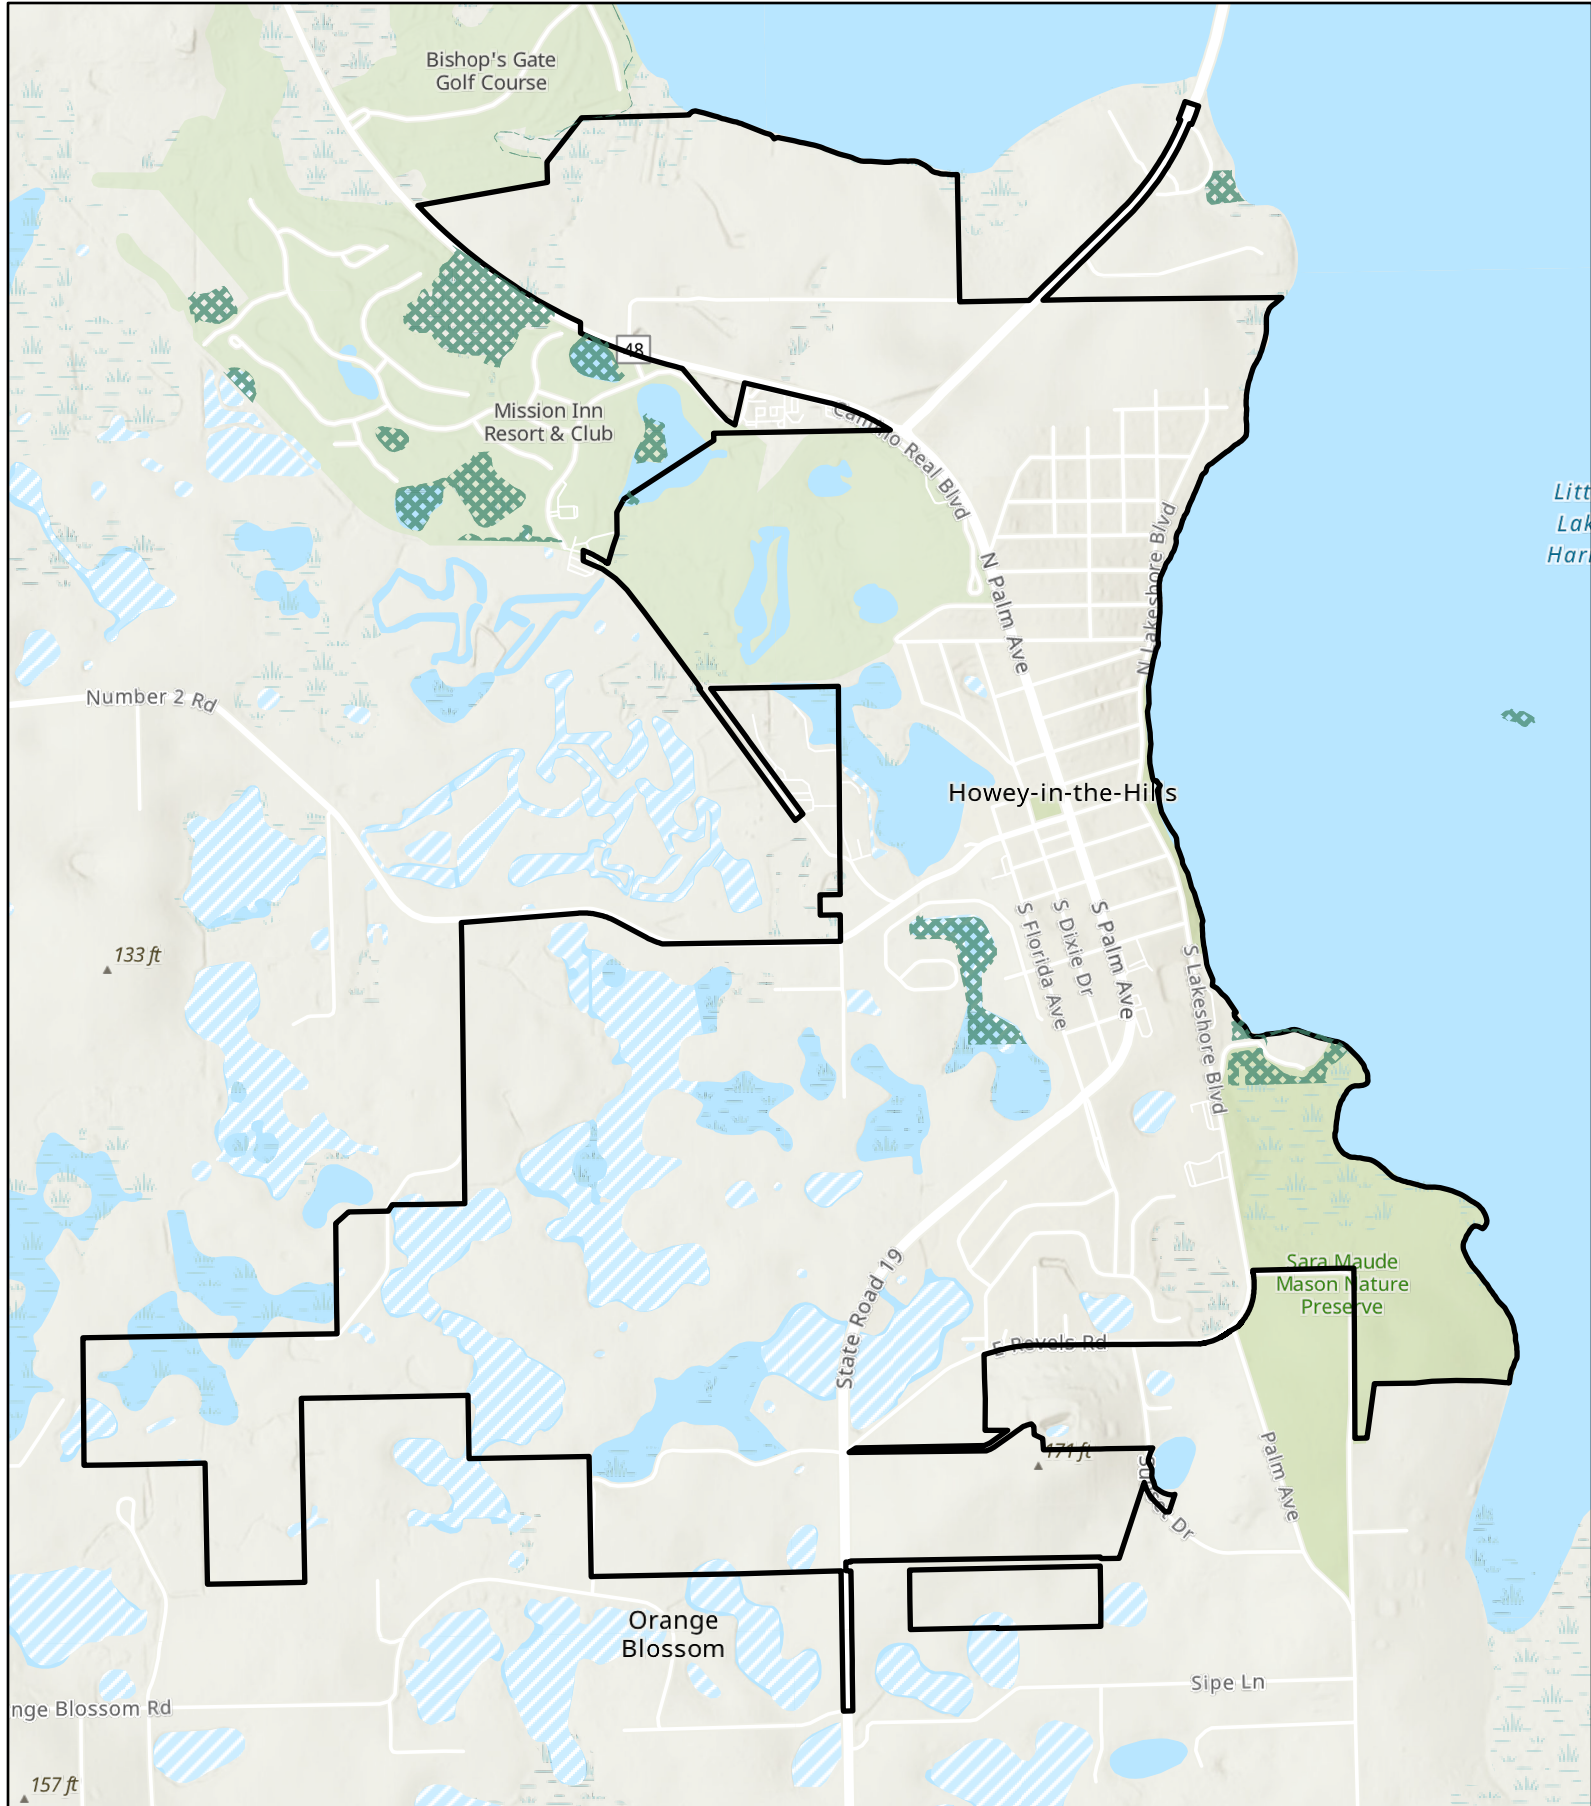 Bishop's Gate
Golf Course
48
Mission Inn
Resort & Club
Camino Real Blvd
Litt
Lak
Harr
N Palm Ave
N Lakeshore Blvd
Number 2 Rd
Howey-in-the-Hills
S Florida Ave
S Dixie Dr
S Palm Ave
S Lakeshore Blvd
133 ft
Sara Maude
Mason Nature
Preserve
State Road 19
E Revels Rd
171 ft
Sunset Dr
Palm Ave
Orange
Blossom
Sipe Ln
nge Blossom Rd
157 ft